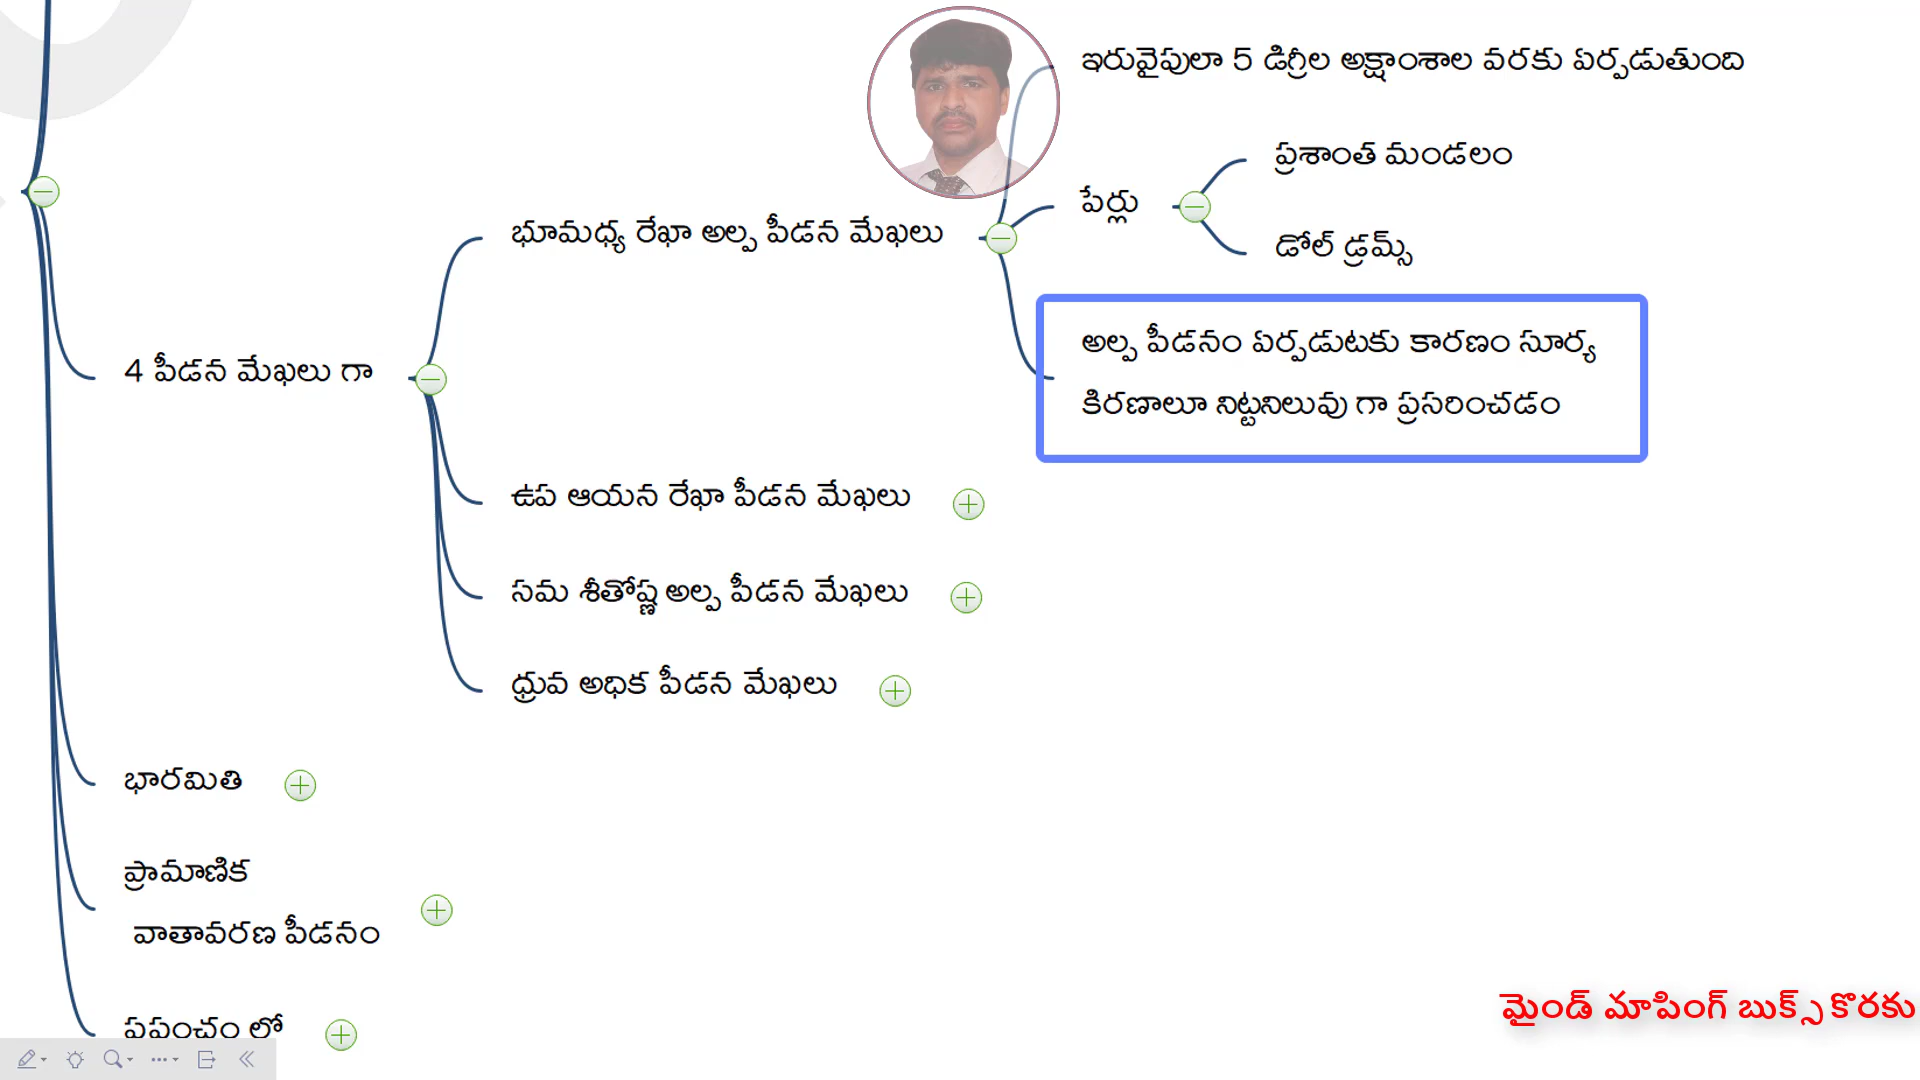 ఇరువైపులా 5 డిగ్రీల అక్షాంశాల వరకు ఏర్పడుతుంది
ప్రశాంత మండలం
పేర్లు
డోల్ డ్రమ్స్
భూమధ్య రేఖా అల్ప పీడన మేఖలు
అల్ప పీడనం ఏర్పడుటకు కారణం సూర్య
కిరణాలూ నిట్టనిలువు గా ప్రసరించడం
4 పీడన మేఖలు గా
ఉప ఆయన రేఖా పీడన మేఖలు
సమ శీతోష్ణ అల్ప పీడన మేఖలు
ధ్రువ అధిక పీడన మేఖలు
భారమితి
ప్రామాణిక
వాతావరణ పీడనం
ప్రపంచం లో
మైండ్ మాపింగ్ బుక్స్ కొరకు